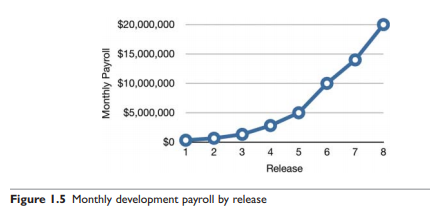 $20,000,000
$15,000,000
$10,000,000
$5,000,000
$0
Monthly Payroll
1 2 3 4 5 6 7 8
Release
Figure 1.5 Monthly development payroll by release